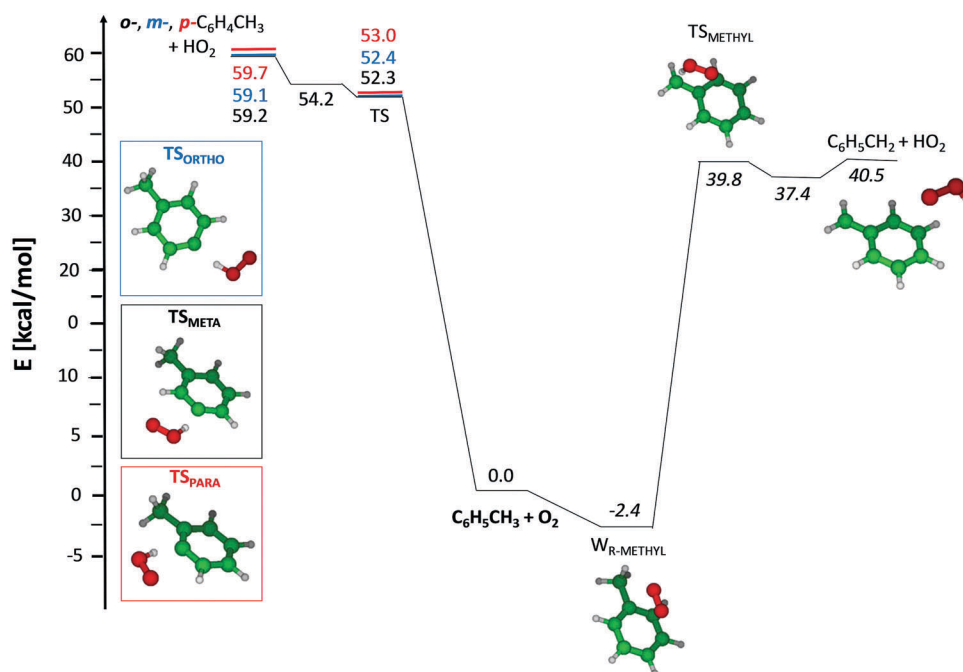 o-, m-, p-C6H4CH3
+ HO2
53.0
52.4
52.3
TS
59.7
59.1
59.2
54.2
TSORTHO
TSMETA
TSPARA
E [kcal/mol]
60
50
40
30
20
0
10
5
0
-5
0.0
C6H5CH3 + O2
-2.4
WR-METHYL
TSMETHYL
39.8
37.4
C6H5CH2 + HO2
40.5